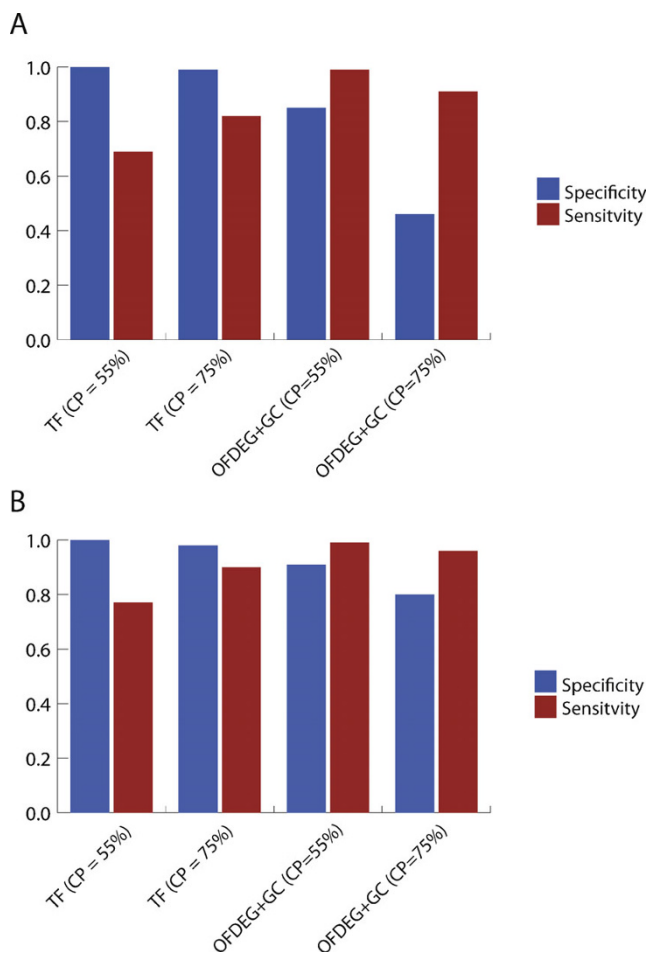 A
1.0
0.8
0.6
0.4
0.2
0.0
Specificity
Sensitvity
TF (CP = 55%)
TF (CP = 75%)
OFDEG+GC (CP=55%)
OFDEG+GC (CP=75%)
B
1.0
0.8
0.6
0.4
0.2
0.0
Specificity
Sensitvity
TF (CP = 55%)
TF (CP = 75%)
OFDEG+GC (CP=55%)
OFDEG+GC (CP=75%)